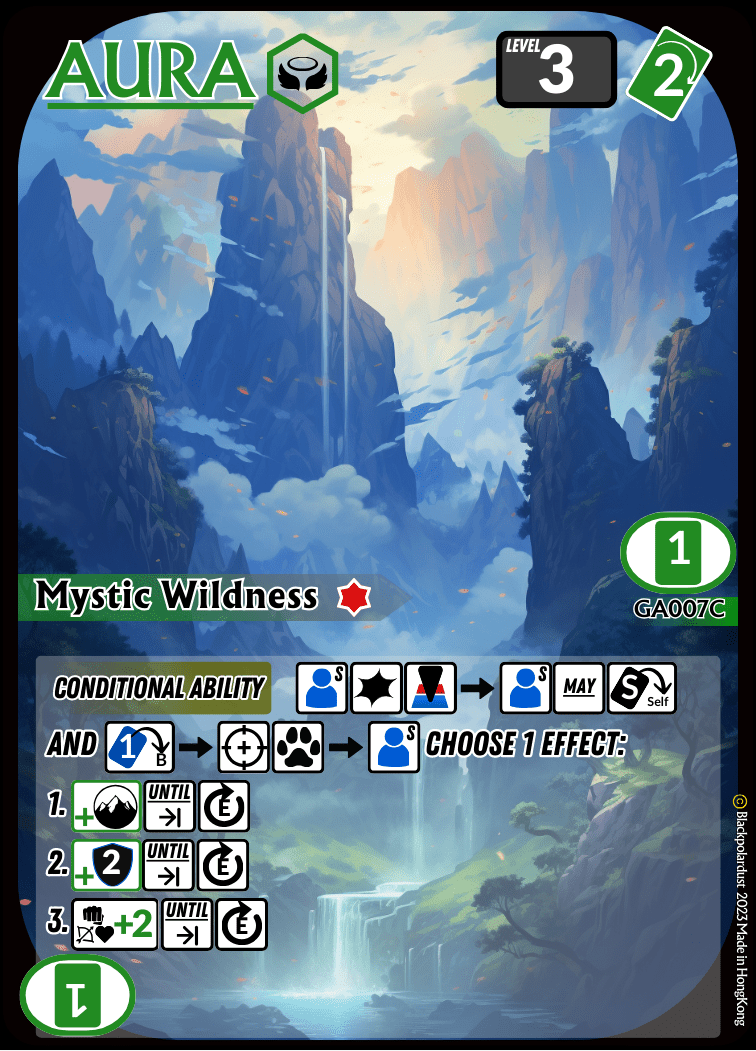 AURA
LEVEL 3
2
1
Mystic Wildness
GA007C
CONDITIONAL ABILITY S S MAY S Self
AND 1 B S CHOOSE 1 EFFECT:
1. + UNTIL E
2. +2 UNTIL E
3. +2 UNTIL E
1
© Blackpolardust 2023 Made in HongKong